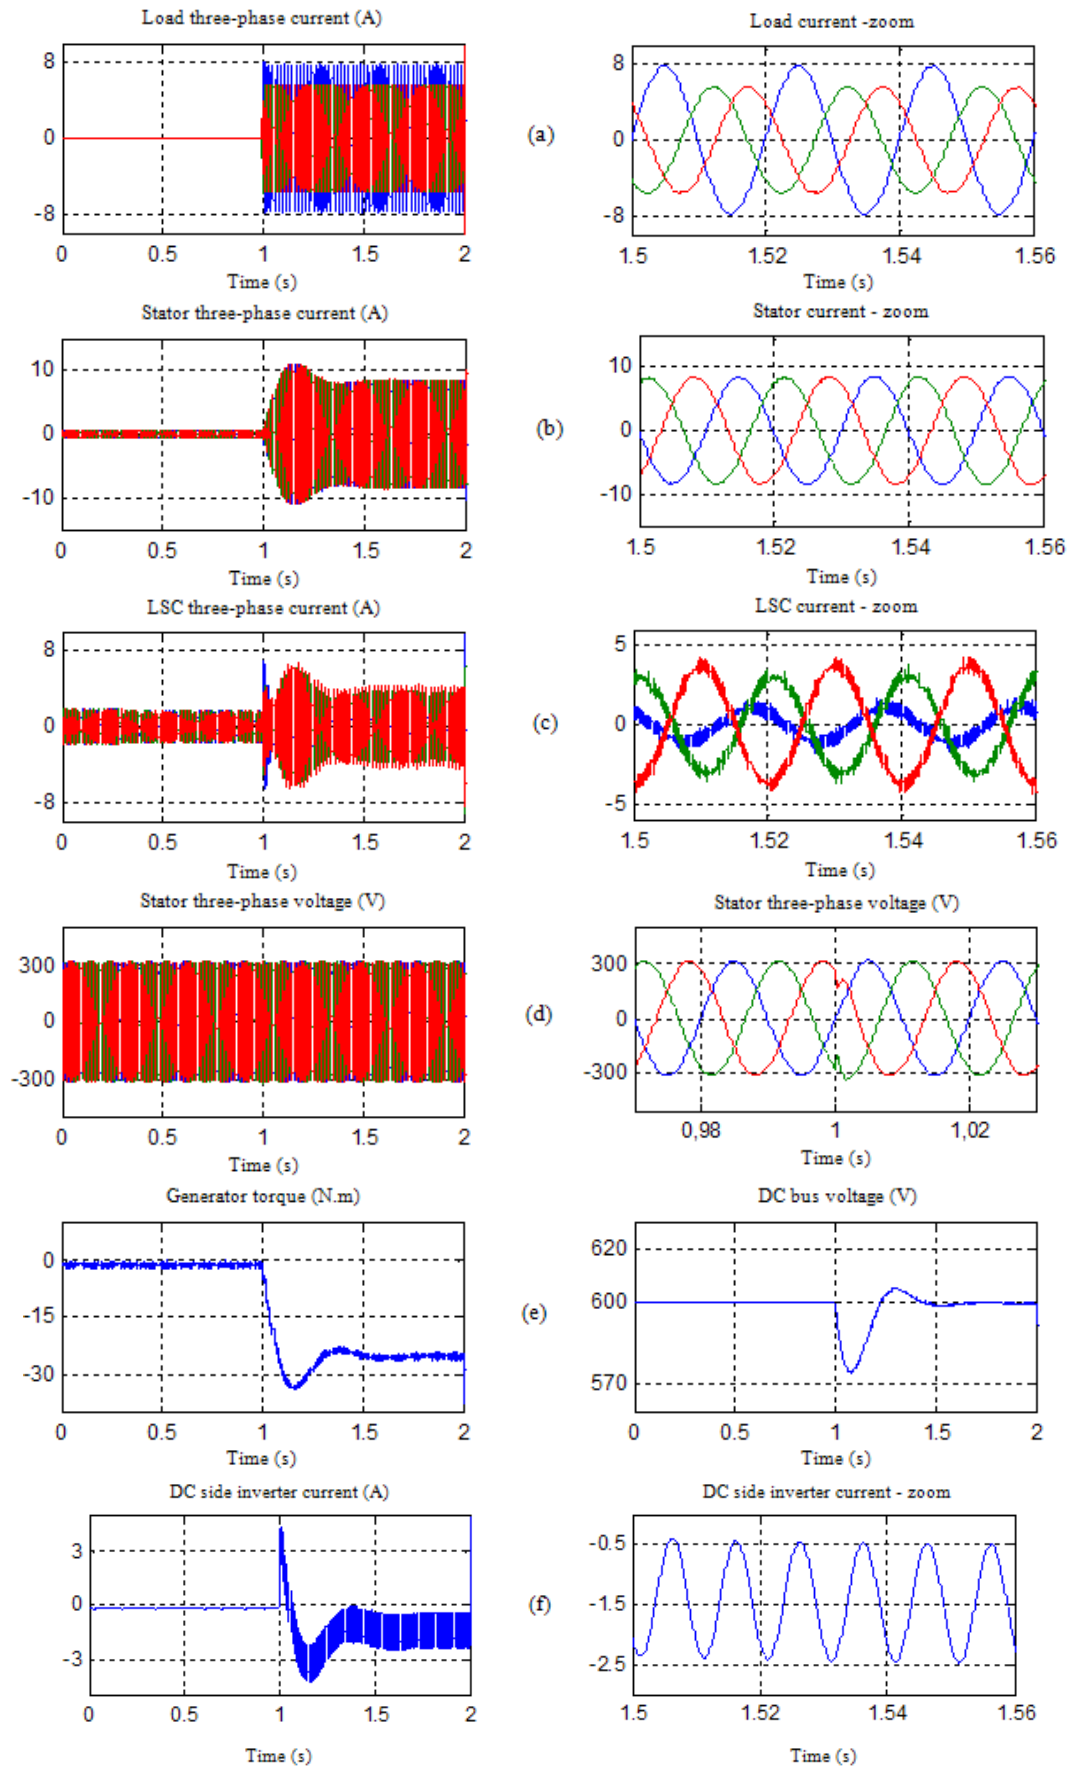 Load three-phase current (A)
Load current -zoom
8
0
-8
0 0.5 1 1.5 2
Time (s)
(a)
8
0
-8
1.5 1.52 1.54 1.56
Time (s)
Stator three-phase current (A)
Stator current - zoom
10
0
-10
0 0.5 1 1.5 2
Time (s)
(b)
10
0
-10
1.5 1.52 1.54 1.56
Time (s)
LSC three-phase current (A)
LSC current - zoom
8
0
-8
0 0.5 1 1.5 2
Time (s)
(c)
5
0
-5
1.5 1.52 1.54 1.56
Time (s)
Stator three-phase voltage (V)
Stator three-phase voltage (V)
300
0
-300
0 0.5 1 1.5 2
Time (s)
(d)
300
0
-300
0,98 1 1,02
Time (s)
Generator torque (N.m)
DC bus voltage (V)
0
-15
-30
0 0.5 1 1.5 2
Time (s)
(e)
620
600
570
0 0.5 1 1.5 2
Time (s)
DC side inverter current (A)
DC side inverter current - zoom
3
0
-3
0 0.5 1 1.5 2
Time (s)
(f)
-0.5
-1.5
-2.5
1.5 1.52 1.54 1.56
Time (s)